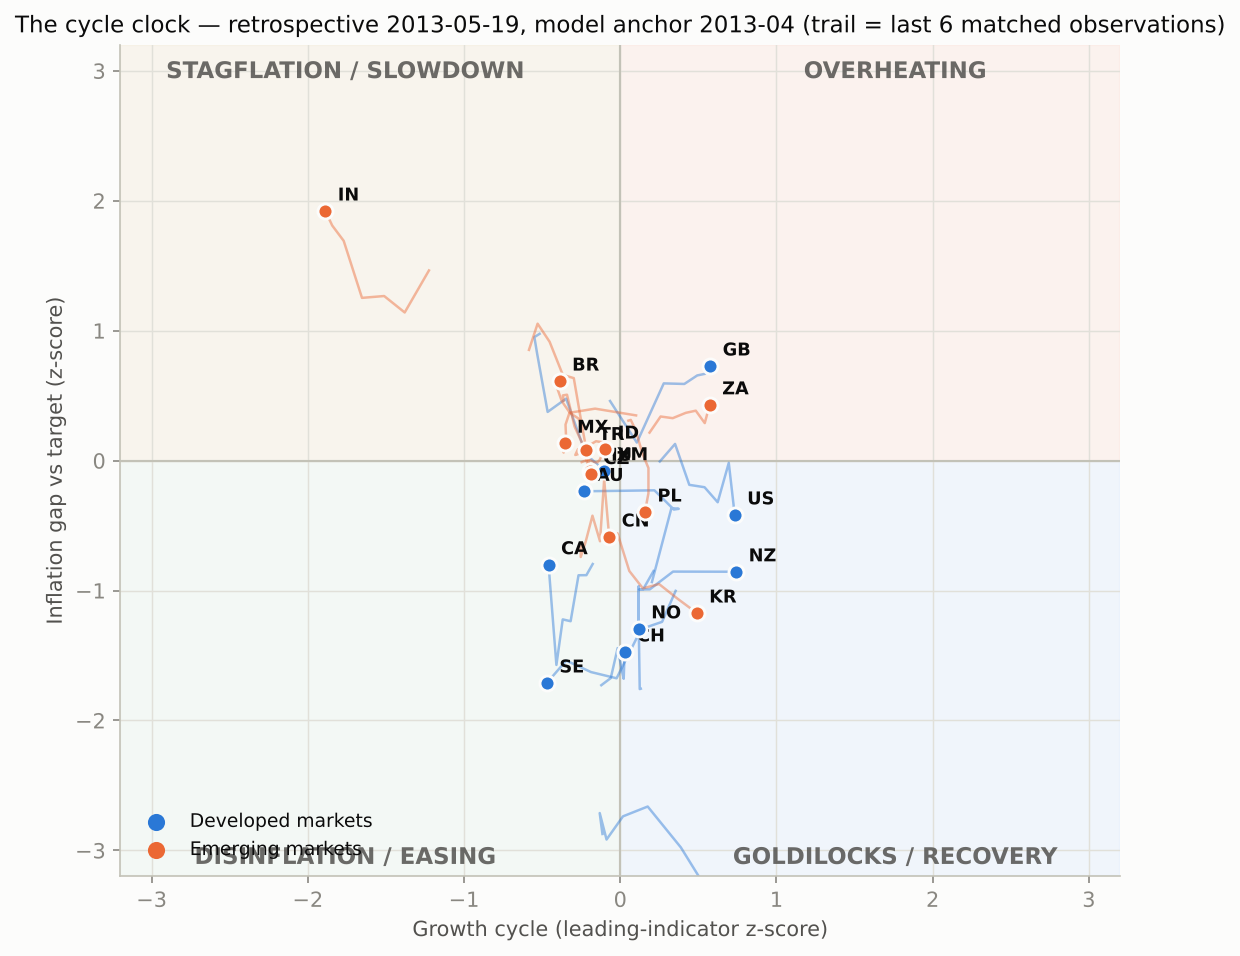 The cycle clock — retrospective 2013-05-19, model anchor 2013-04 (trail = last 6 matched observations)
STAGFLATION / SLOWDOWN
OVERHEATING
IN
GB
BR
ZA
MX
TR
ID
AU
PL
US
CN
CA
NZ
KR
NO
CH
SE
Developed markets
Emerging markets
DISINFLATION / EASING
GOLDILOCKS / RECOVERY
3
2
1
0
−1
−2
−3
−3
−2
−1
0
1
2
3
Inflation gap vs target (z-score)
Growth cycle (leading-indicator z-score)